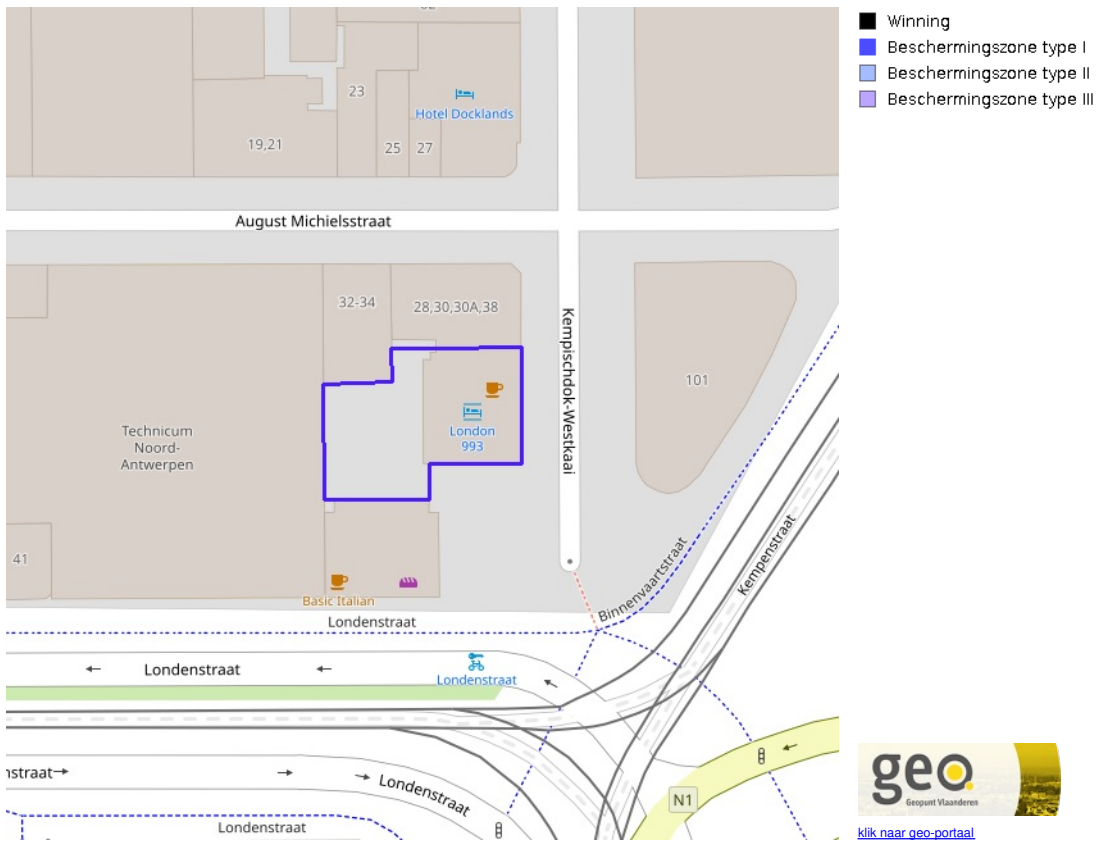 Winning
Beschermingszone type I
Beschermingszone type II
Beschermingszone type III
23
Hotel Docklands
19,21
25
27
August Michielsstraat
32-34
28,30,30A,38
Kempischdok-Westkaai
101
London
993
Technicum
Noord-
Antwerpen
41
Basic Italian
Londenstraat
Binnenvaartstraat
Kempenstraat
Londenstraat
Londenstraat
nstraat
Londenstraat
N1
Londenstraat
geo
Geopunt Vlaanderen
klik naar geo-portaal